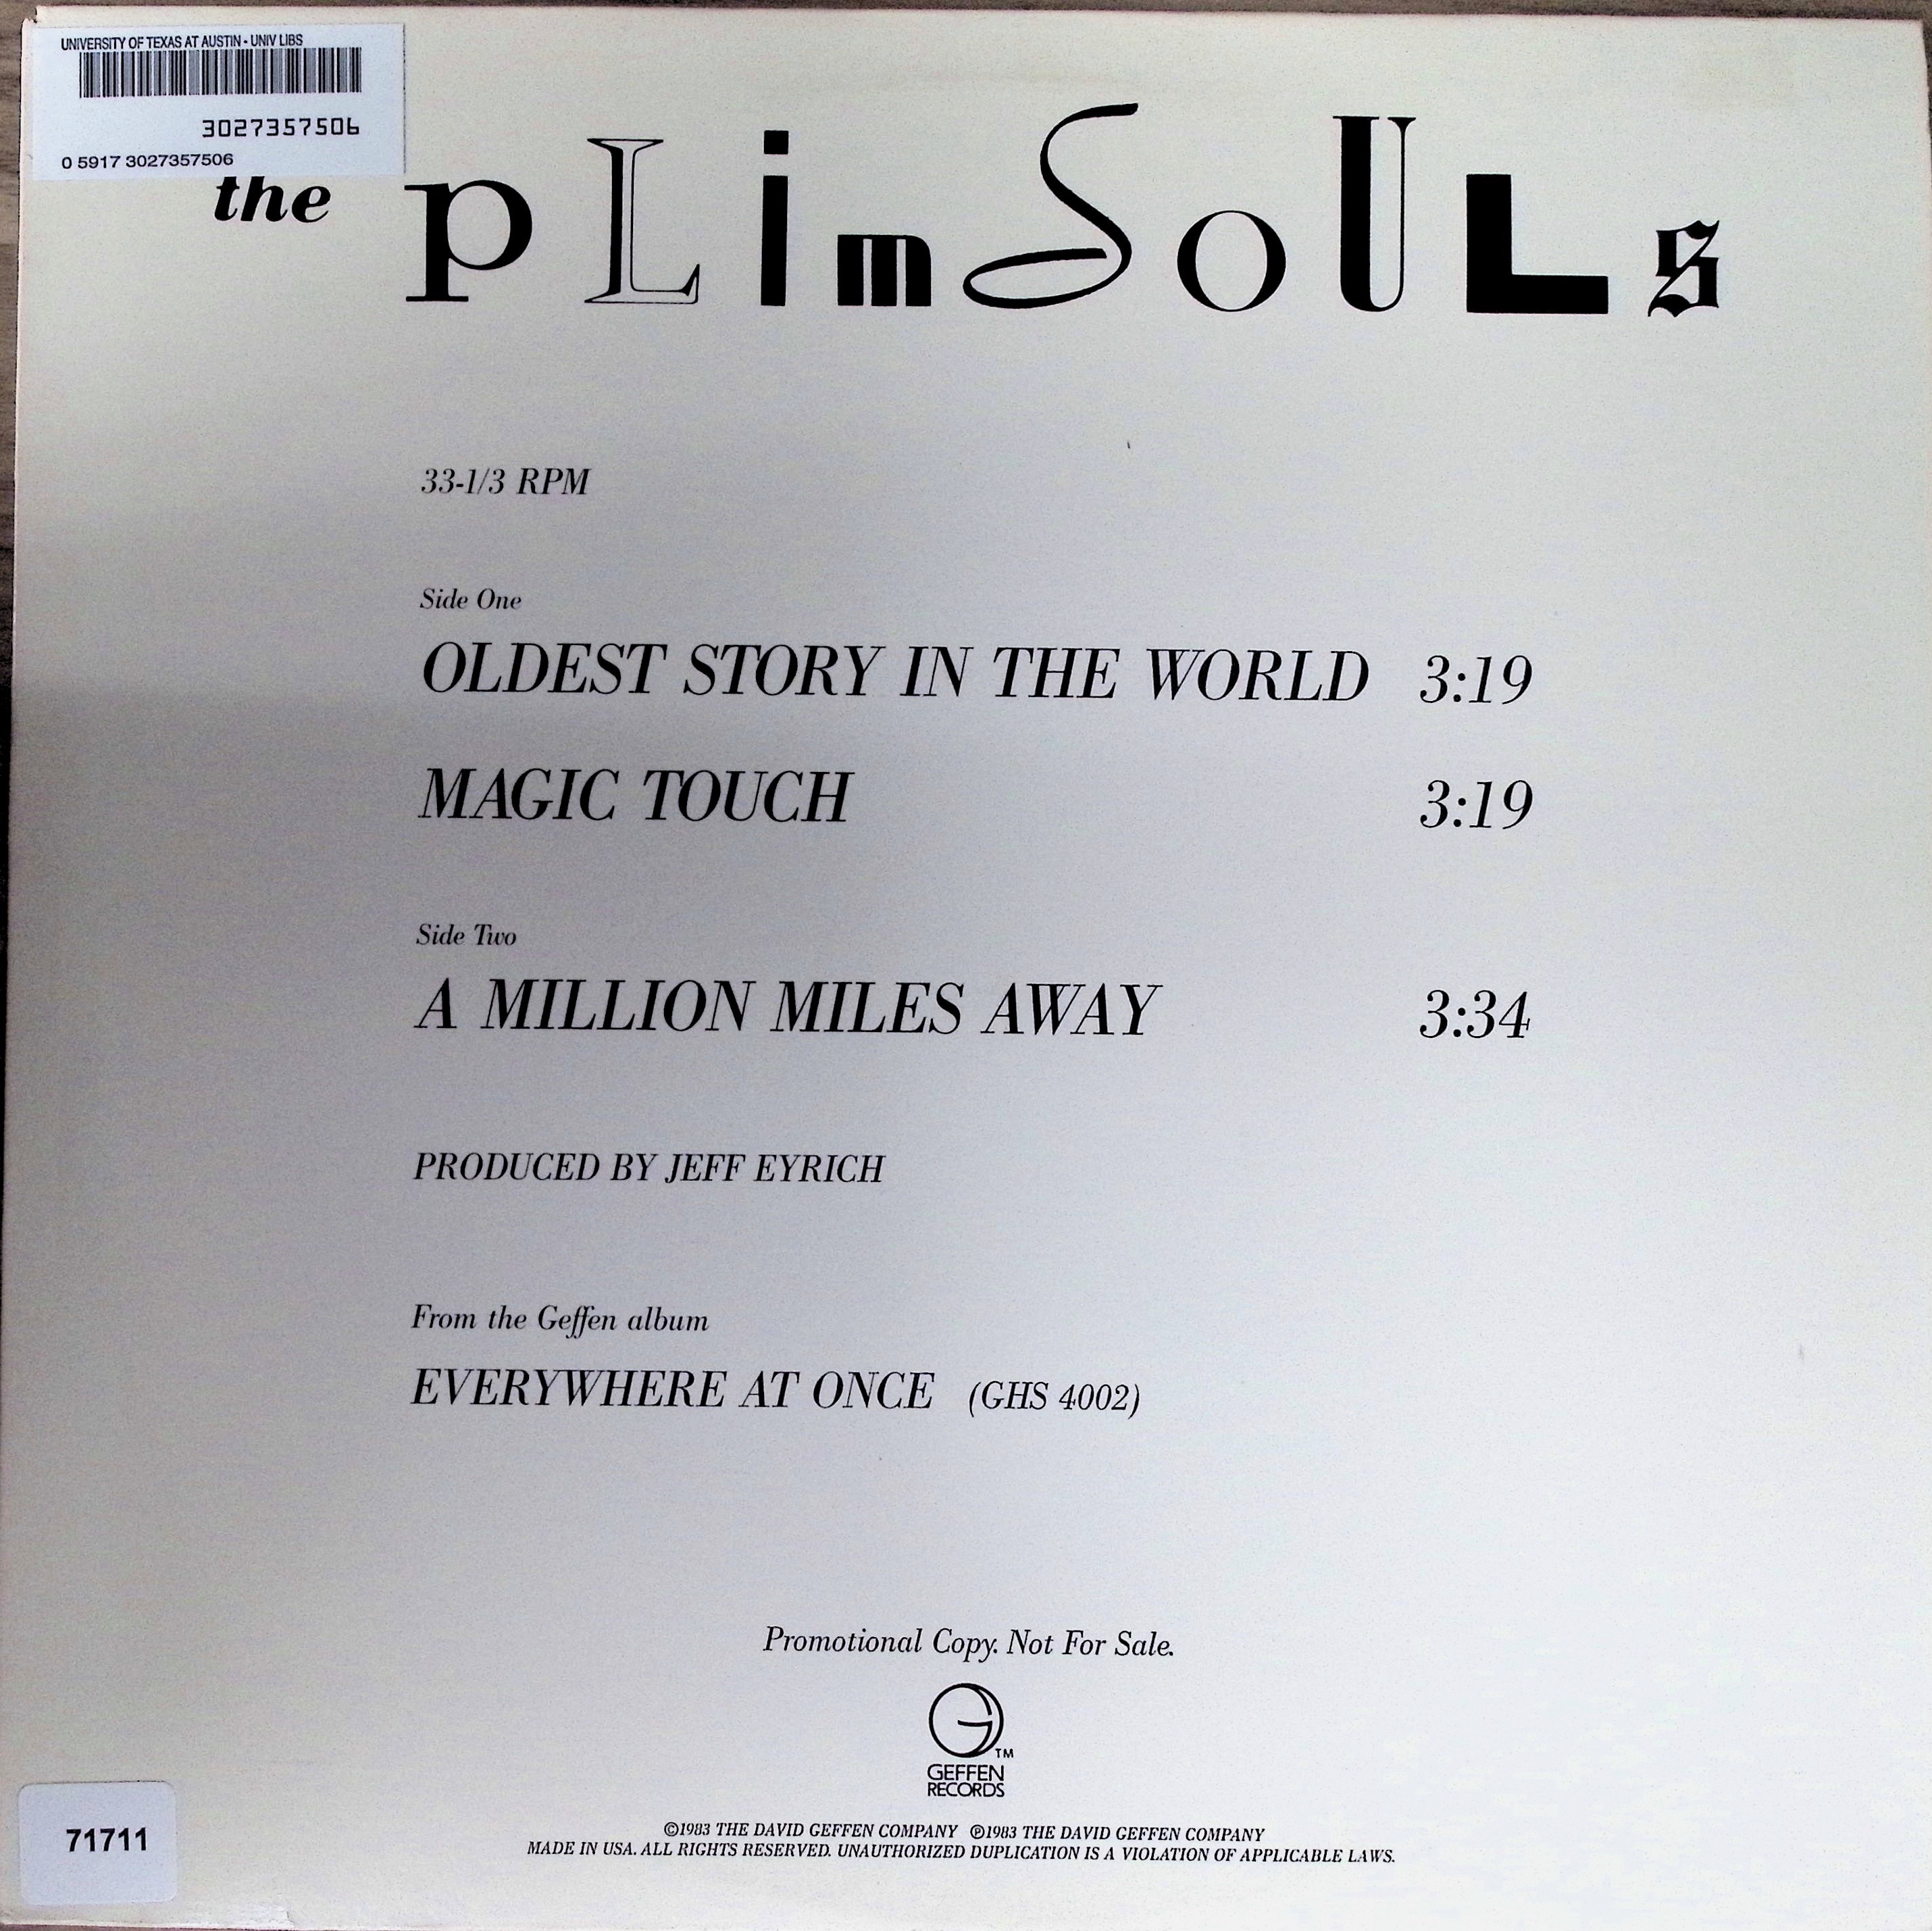 UNIVERSITY OF TEXAS AT AUSTIN - UNIV LIBS
3027357506
0 5917 3027357506
the pLimSoULs
33-1/3 RPM
Side One
OLDEST STORY IN THE WORLD 3:19
MAGIC TOUCH 3:19
Side Two
A MILLION MILES AWAY 3:34
PRODUCED BY JEFF EYRICH
From the Geffen album
EVERYWHERE AT ONCE (GHS 4002)
Promotional Copy. Not For Sale.
G TM
GEFFEN
RECORDS
©1983 THE DAVID GEFFEN COMPANY ℗1983 THE DAVID GEFFEN COMPANY
MADE IN USA. ALL RIGHTS RESERVED. UNAUTHORIZED DUPLICATION IS A VIOLATION OF APPLICABLE LAWS.
71711